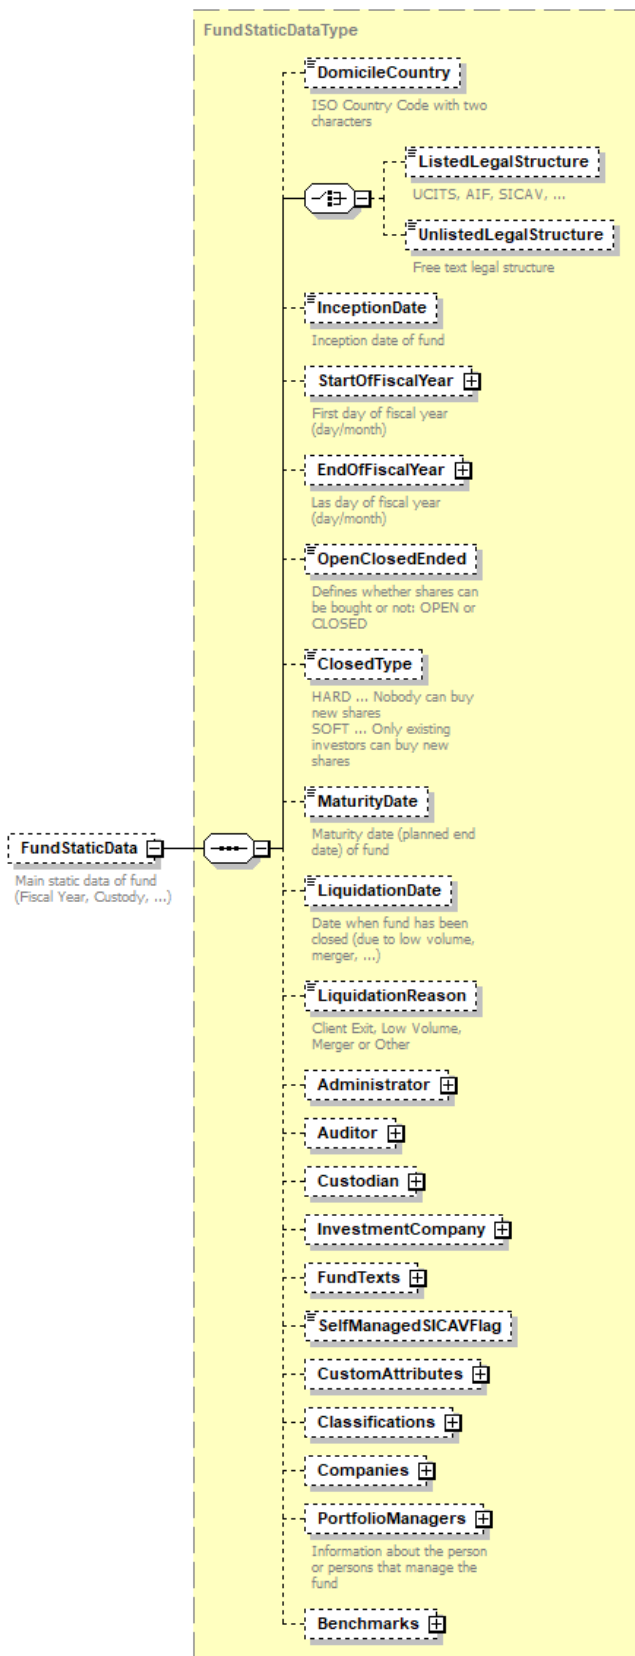 FundStaticDataType
DomicileCountry
ISO Country Code with two
characters
ListedLegalStructure
UCITS, AIF, SICAV, ...
UnlistedLegalStructure
Free text legal structure
InceptionDate
Inception date of fund
StartOfFiscalYear
First day of fiscal year
(day/month)
EndOfFiscalYear
Las day of fiscal year
(day/month)
OpenClosedEnded
Defines whether shares can
be bought or not: OPEN or
CLOSED
ClosedType
HARD ... Nobody can buy
new shares
SOFT ... Only existing
investors can buy new
shares
MaturityDate
Maturity date (planned end
date) of fund
FundStaticData
Main static data of fund
(Fiscal Year, Custody, ...)
LiquidationDate
Date when fund has been
closed (due to low volume,
merger, ...)
LiquidationReason
Client Exit, Low Volume,
Merger or Other
Administrator
Auditor
Custodian
InvestmentCompany
FundTexts
SelfManagedSICAVFlag
CustomAttributes
Classifications
Companies
PortfolioManagers
Information about the person
or persons that manage the
fund
Benchmarks